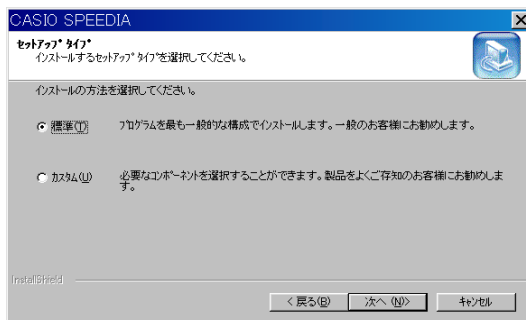 CASIO SPEEDIA
ｾｯﾄｱｯﾌﾟ ﾀｲﾌﾟ
ｲﾝｽﾄｰﾙするｾｯﾄｱｯﾌﾟ ﾀｲﾌﾟを選択してください。
ｲﾝｽﾄｰﾙの方法を選択してください。
標準(T) ﾌﾟﾛｸﾞﾗﾑを最も一般的な構成でｲﾝｽﾄｰﾙします。一般のお客様にお勧めします。
ｶｽﾀﾑ(U) 必要なｺﾝﾎﾟｰﾈﾝﾄを選択することができます。製品をよくご存知のお客様にお勧めしま
す。
InstallShield
< 戻る(B) 次へ (N)> ｷｬﾝｾﾙ